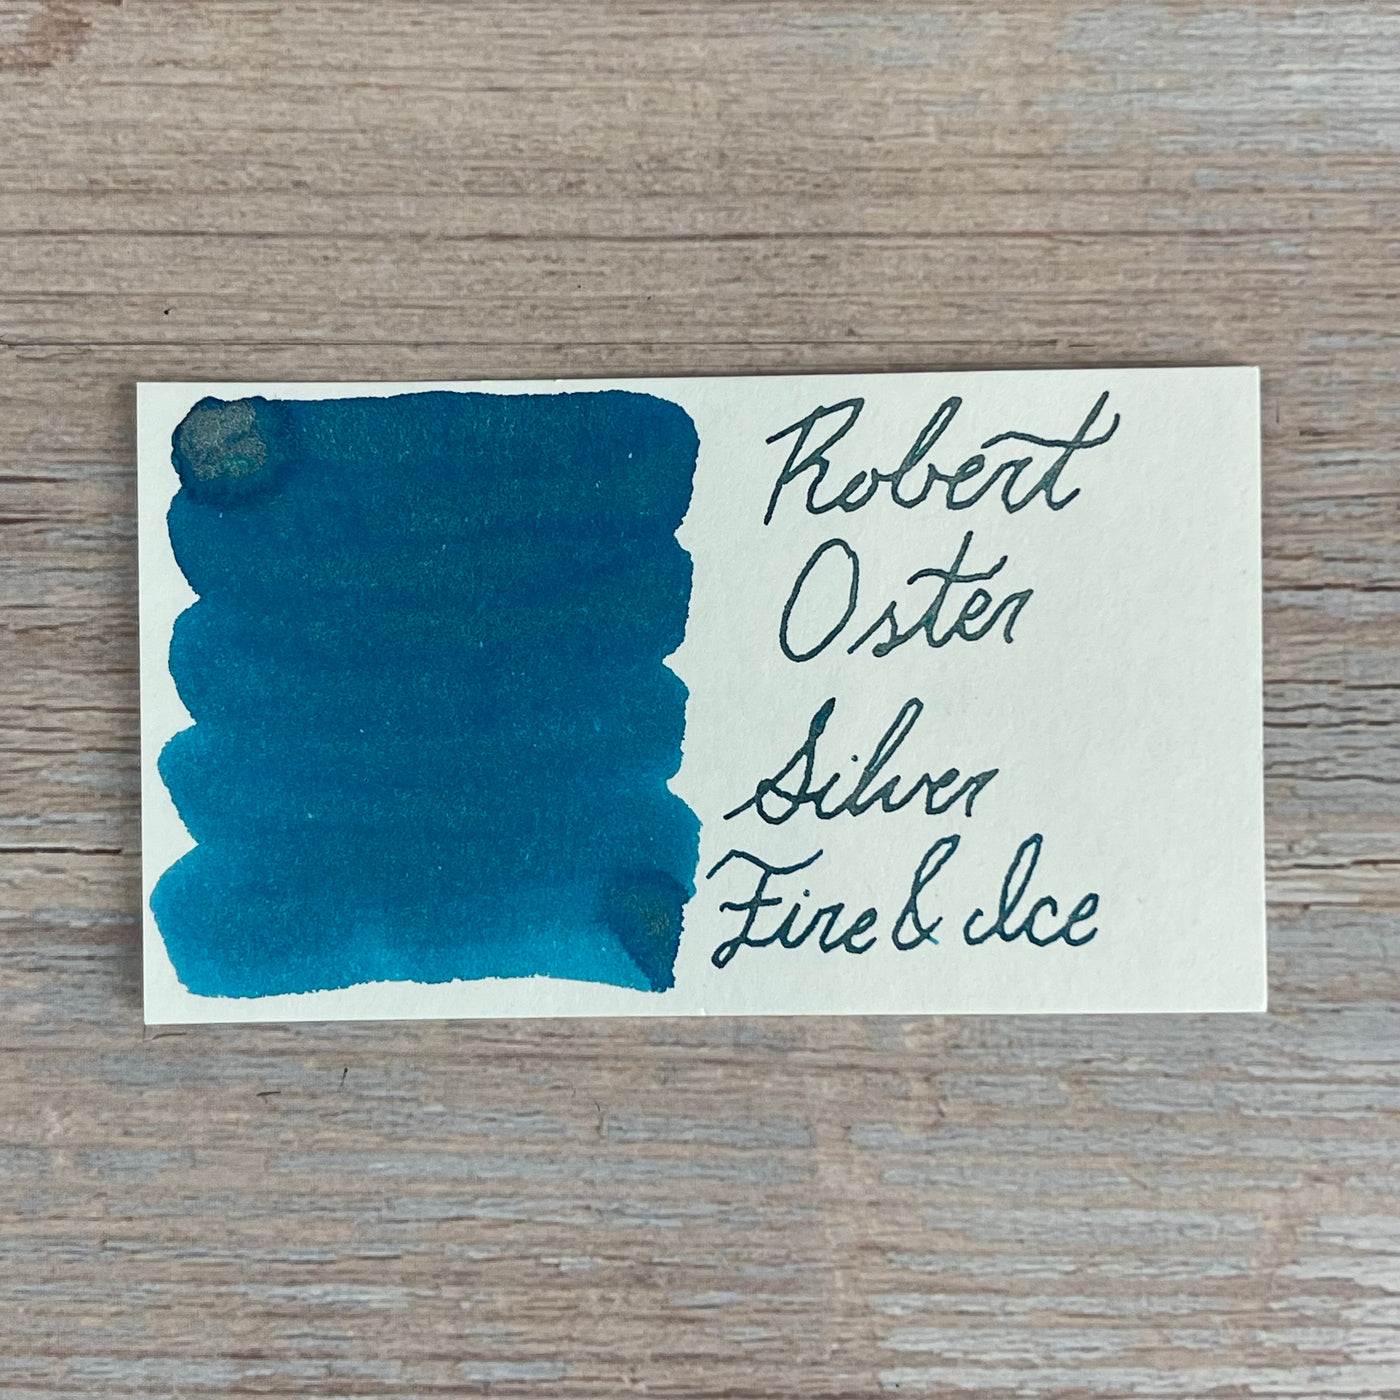 Robert
Oster
Silver
Fire & Ice